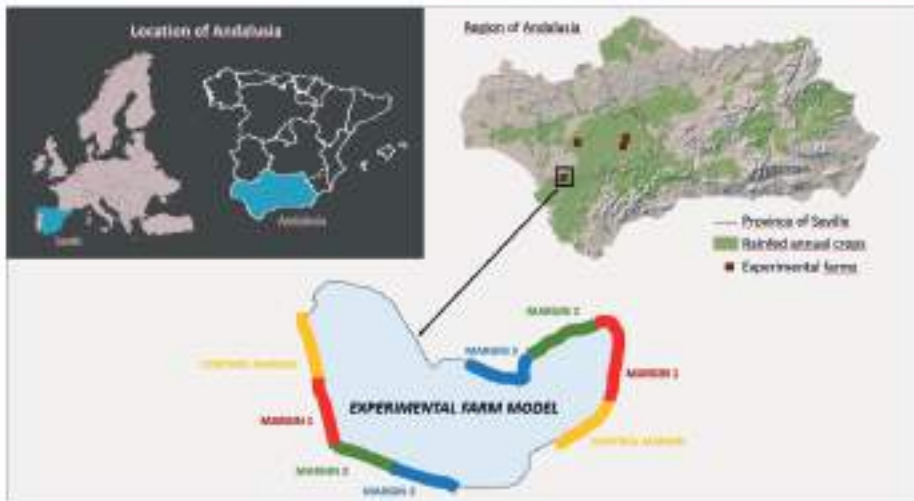 Location of Andalusia
Region of Andalusia
Spain
Andalusia
Province of Sevilla
Rainfed annual crops
Experimental farms
MARGIN 2
MARGIN 3
CONTROL MARGIN
MARGIN 1
EXPERIMENTAL FARM MODEL
MARGIN 1
CONTROL MARGIN
MARGIN 2
MARGIN 3